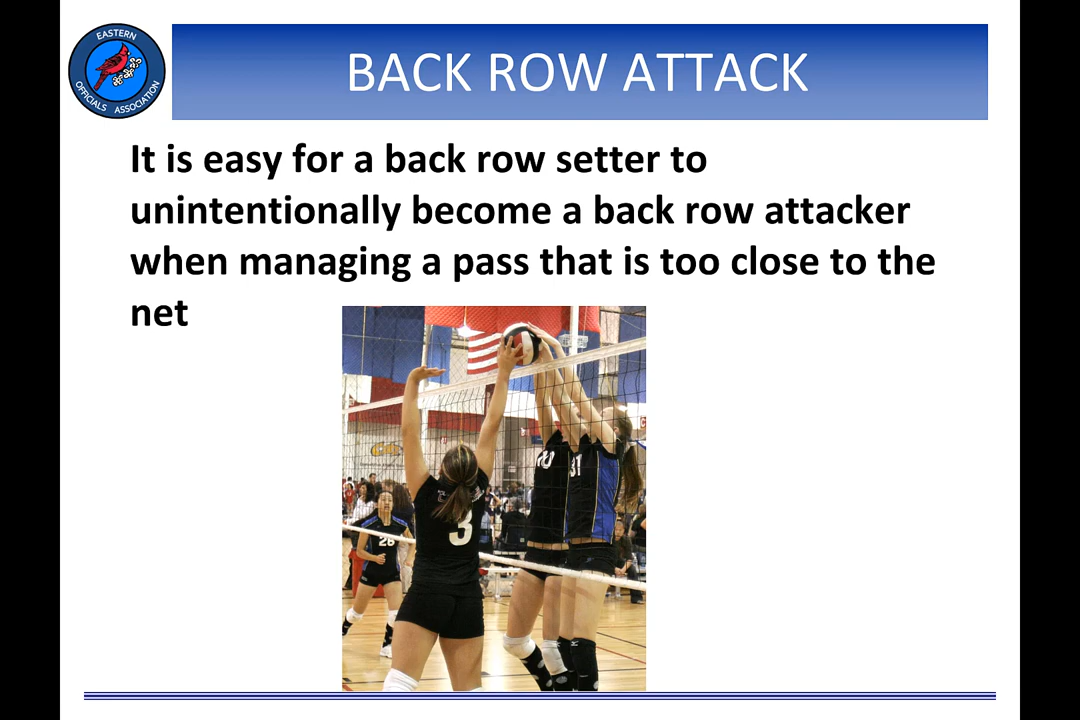 EASTERN
OFFICIALS ASSOCIATION
BACK ROW ATTACK
It is easy for a back row setter to
unintentionally become a back row attacker
when managing a pass that is too close to the
net
3
31
26